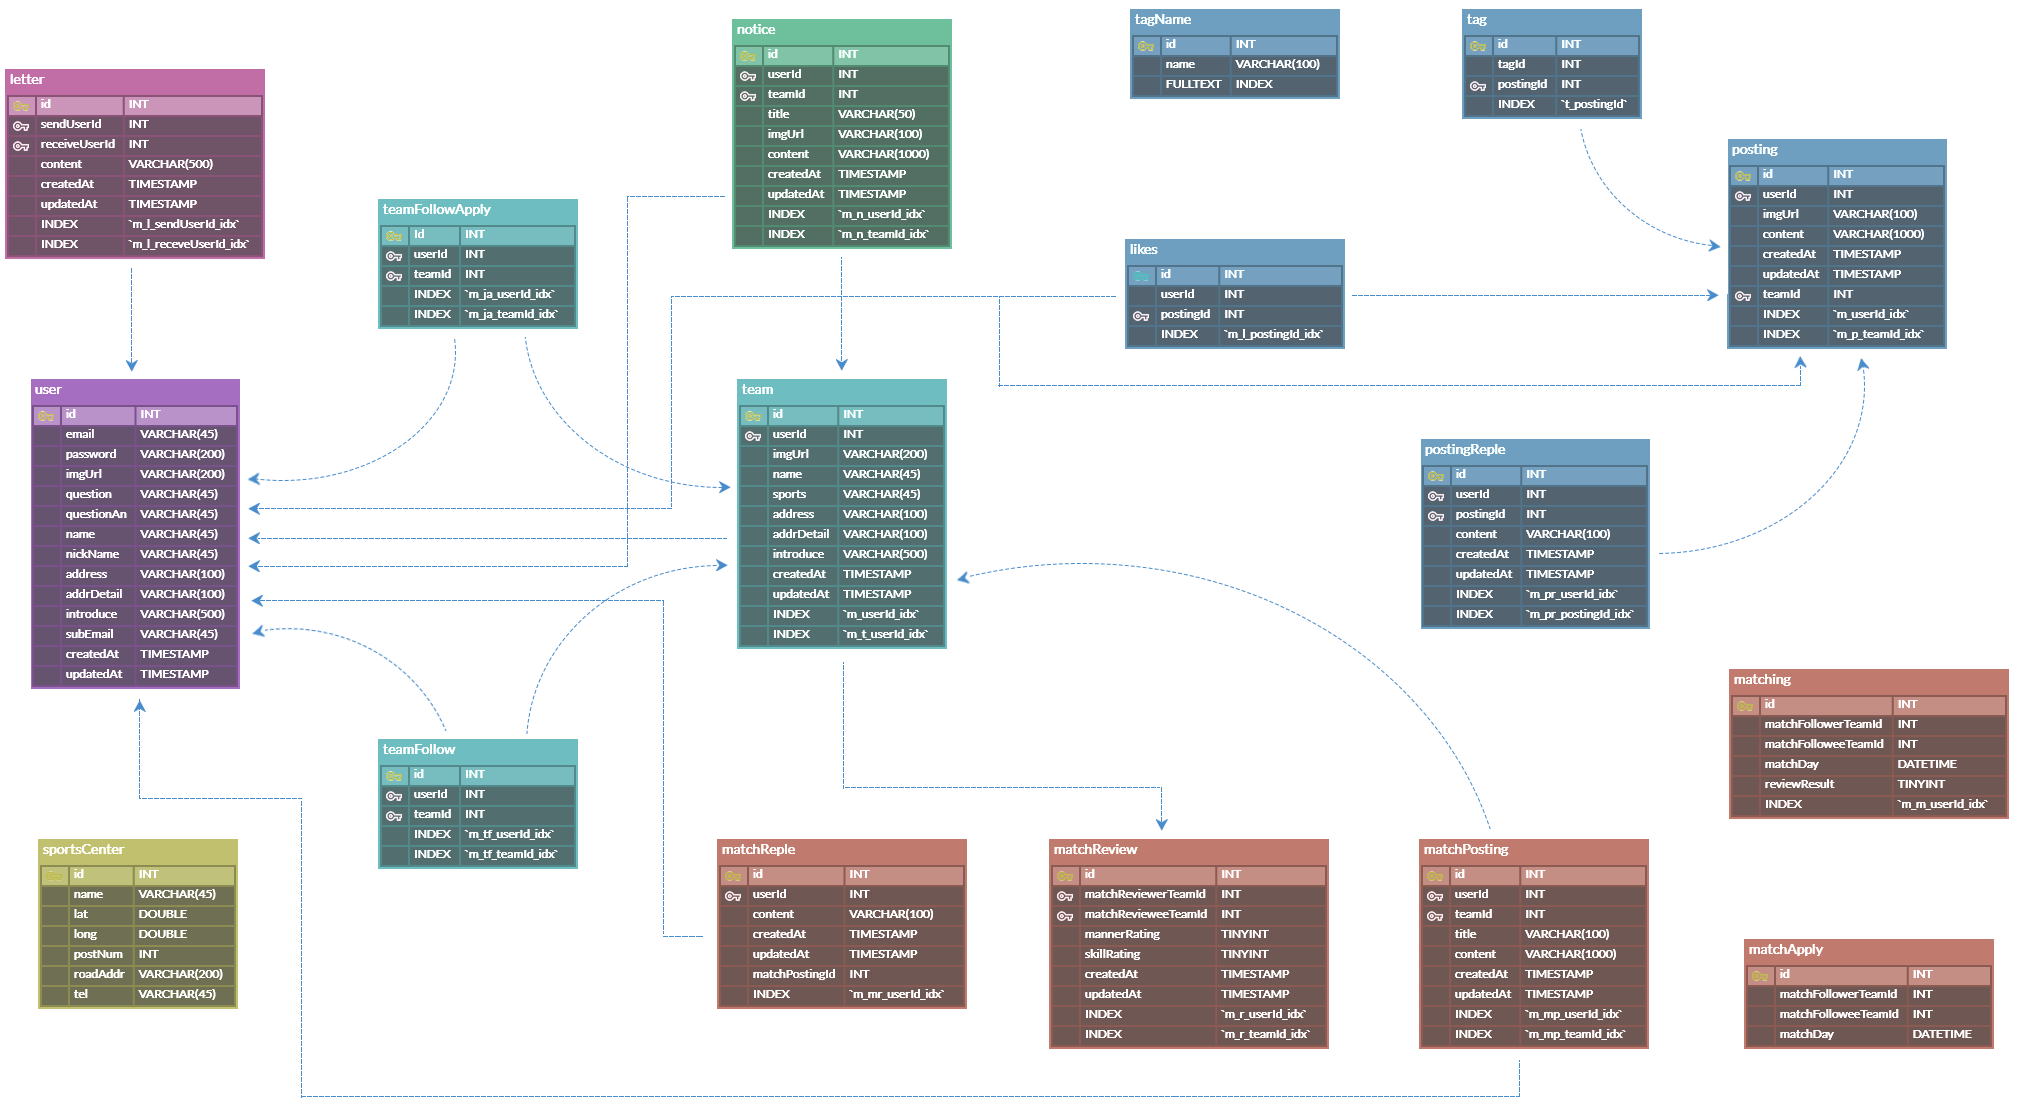 letter
id INT
sendUserId INT
receiveUserId INT
content VARCHAR(500)
createdAt TIMESTAMP
updatedAt TIMESTAMP
INDEX `m_l_sendUserId_idx`
INDEX `m_l_receveUserId_idx`
teamFollowApply
Id INT
userId INT
teamId INT
INDEX `m_ja_userId_idx`
INDEX `m_ja_teamId_idx`
notice
id INT
userId INT
teamId INT
title VARCHAR(50)
imgUrl VARCHAR(100)
content VARCHAR(1000)
createdAt TIMESTAMP
updatedAt TIMESTAMP
INDEX `m_n_userId_idx`
INDEX `m_n_teamId_idx`
tagName
id INT
name VARCHAR(100)
FULLTEXT INDEX
tag
id INT
tagId INT
postingId INT
INDEX `t_postingId`
posting
id INT
userId INT
imgUrl VARCHAR(100)
content VARCHAR(1000)
createdAt TIMESTAMP
updatedAt TIMESTAMP
teamId INT
INDEX `m_userId_idx`
INDEX `m_p_teamId_idx`
likes
id INT
userId INT
postingId INT
INDEX `m_l_postingId_idx`
user
id INT
email VARCHAR(45)
password VARCHAR(200)
imgUrl VARCHAR(200)
question VARCHAR(45)
questionAn VARCHAR(45)
name VARCHAR(45)
nickName VARCHAR(45)
address VARCHAR(100)
addrDetail VARCHAR(100)
introduce VARCHAR(500)
subEmail VARCHAR(45)
createdAt TIMESTAMP
updatedAt TIMESTAMP
team
id INT
userId INT
imgUrl VARCHAR(200)
name VARCHAR(45)
sports VARCHAR(45)
address VARCHAR(100)
addrDetail VARCHAR(100)
introduce VARCHAR(500)
createdAt TIMESTAMP
updatedAt TIMESTAMP
INDEX `m_userId_idx`
INDEX `m_t_userId_idx`
postingReple
id INT
userId INT
postingId INT
content VARCHAR(100)
createdAt TIMESTAMP
updatedAt TIMESTAMP
INDEX `m_pr_userId_idx`
INDEX `m_pr_postingId_idx`
matching
id INT
matchFollowerTeamId INT
matchFolloweeTeamId INT
matchDay DATETIME
reviewResult TINYINT
INDEX `m_m_userId_idx`
teamFollow
id INT
userId INT
teamId INT
INDEX `m_tf_userId_idx`
INDEX `m_tf_teamId_idx`
sportsCenter
id INT
name VARCHAR(45)
lat DOUBLE
long DOUBLE
postNum INT
roadAddr VARCHAR(200)
tel VARCHAR(45)
matchReple
id INT
userId INT
content VARCHAR(100)
createdAt TIMESTAMP
updatedAt TIMESTAMP
matchPostingId INT
INDEX `m_mr_userId_idx`
matchReview
id INT
matchReviewerTeamId INT
matchRevieweeTeamId INT
mannerRating TINYINT
skillRating TINYINT
createdAt TIMESTAMP
updatedAt TIMESTAMP
INDEX `m_r_userId_idx`
INDEX `m_r_teamId_idx`
matchPosting
id INT
userId INT
teamId INT
title VARCHAR(100)
content VARCHAR(1000)
createdAt TIMESTAMP
updatedAt TIMESTAMP
INDEX `m_mp_userId_idx`
INDEX `m_mp_teamId_idx`
matchApply
id INT
matchFollowerTeamId INT
matchFolloweeTeamId INT
matchDay DATETIME